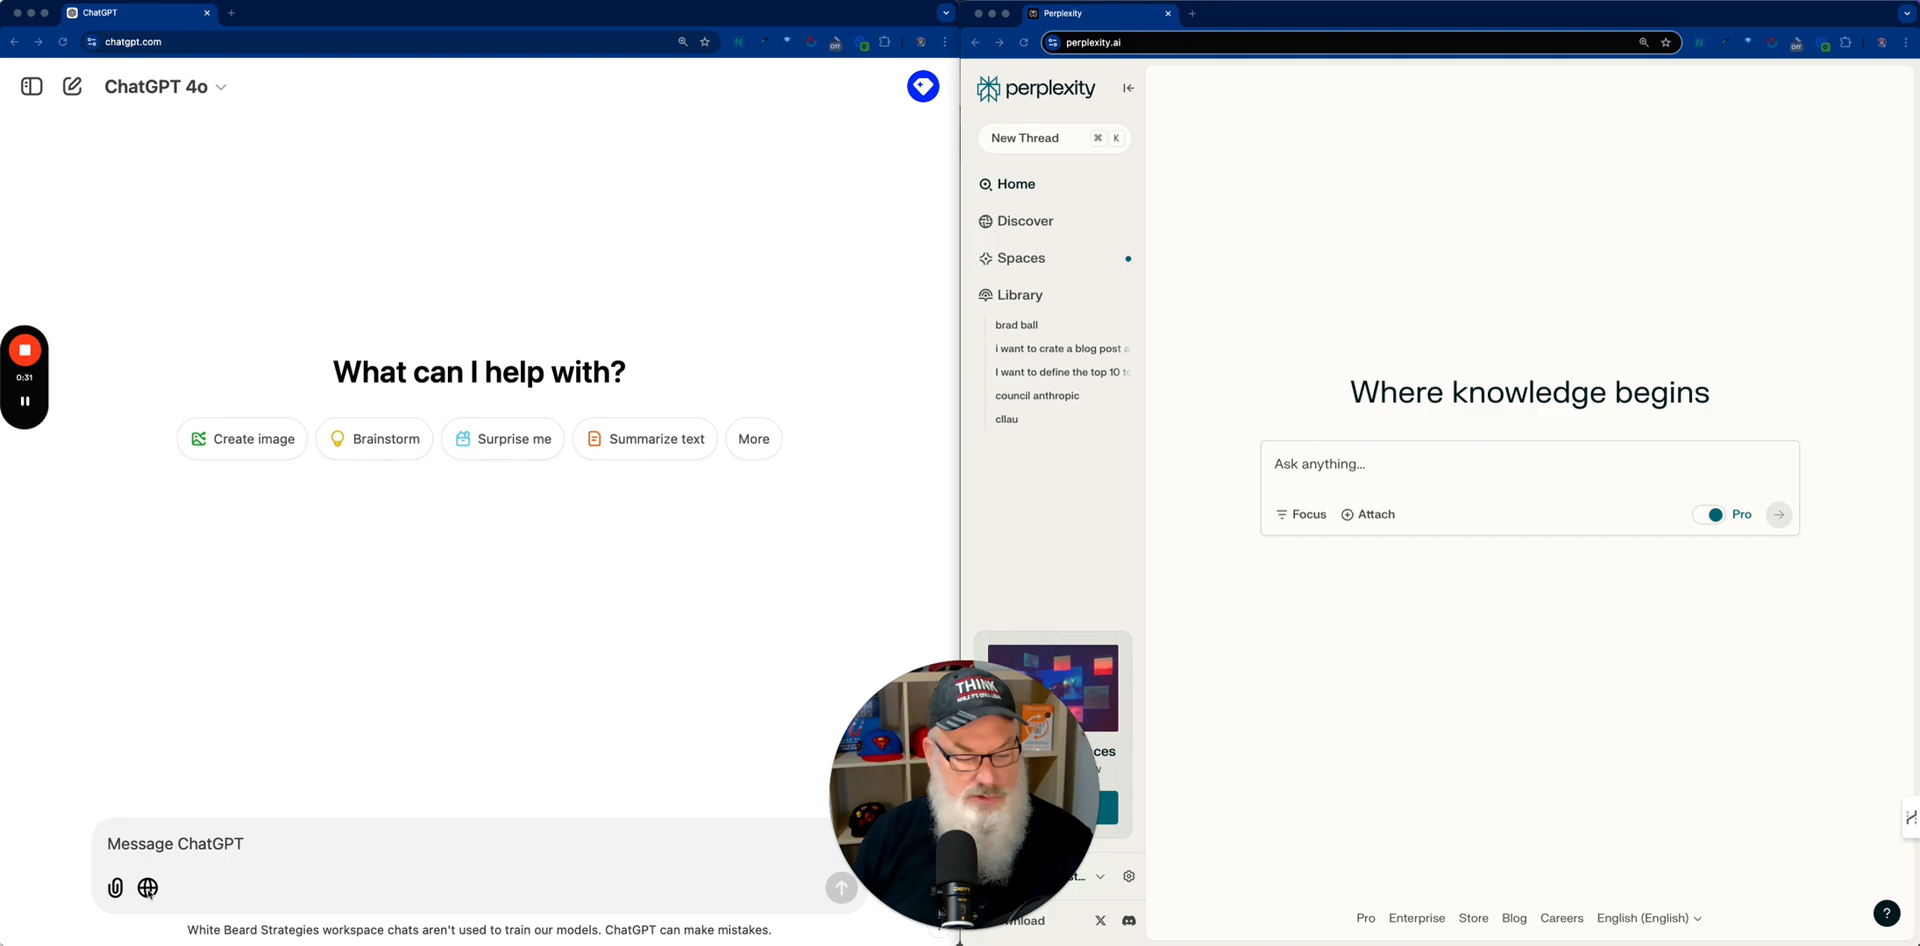 ChatGPT
chatgpt.com
ChatGPT 4o
0:31
What can I help with?
Create image
Brainstorm
Surprise me
Summarize text
More
Message ChatGPT
White Beard Strategies workspace chats aren't used to train our models. ChatGPT can make mistakes.
Perplexity
perplexity.ai
perplexity
New Thread ⌘ K
Home
Discover
Spaces
Library
brad ball
i want to crate a blog post a
I want to define the top 10 to
council anthropic
cllau
Where knowledge begins
Ask anything...
Focus
Attach
Pro
THINK
Pro Enterprise Store Blog Careers English (English)
?